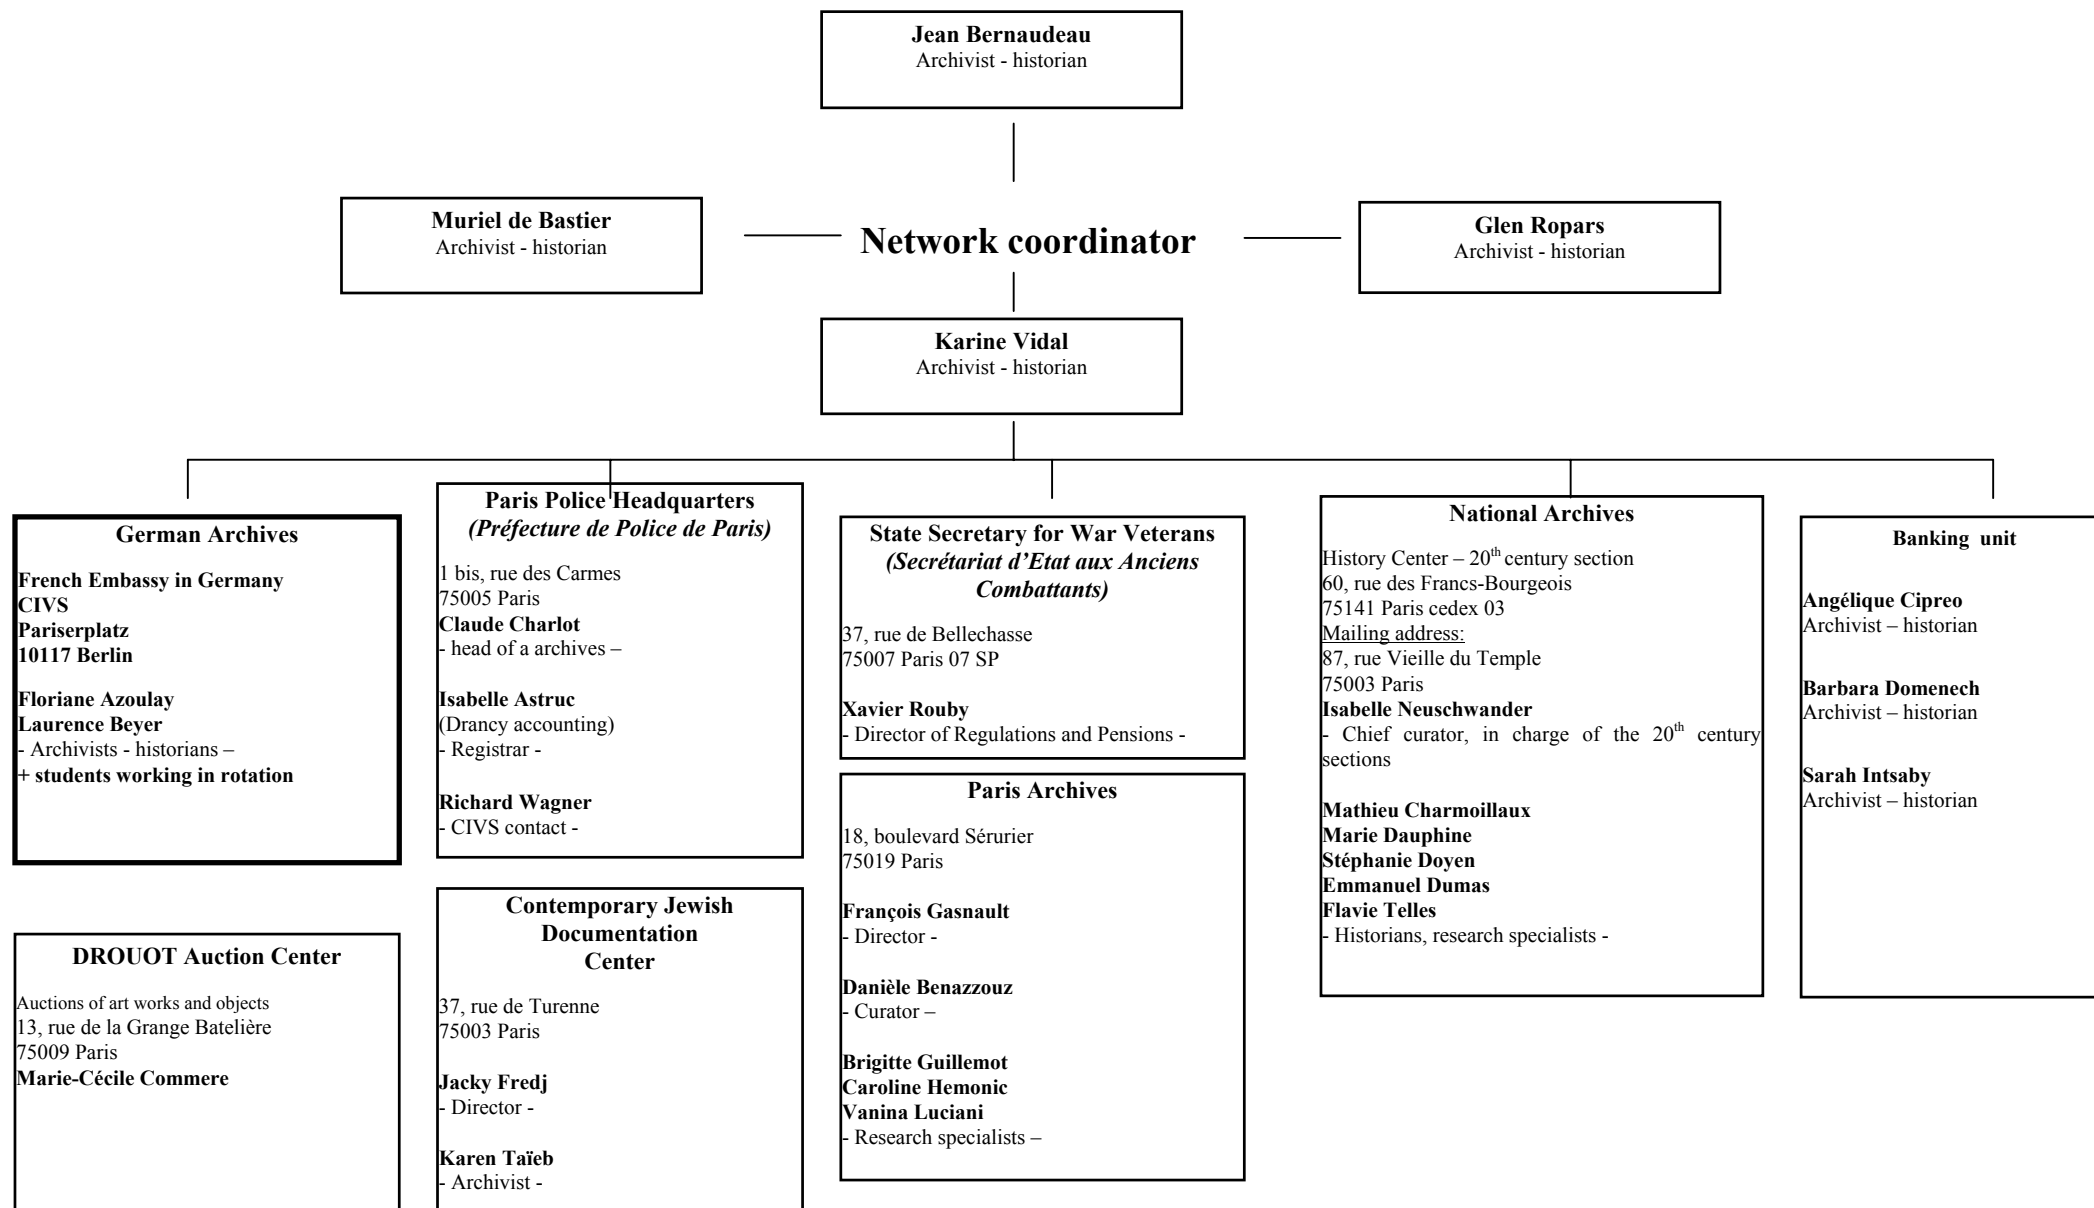 Jean Bernaudeau
Archivist - historian
Muriel de Bastier
Archivist - historian
Network coordinator
Glen Ropars
Archivist - historian
Karine Vidal
Archivist - historian
German Archives
French Embassy in Germany
CIVS
Pariserplatz
10117 Berlin
Floriane Azoulay
Laurence Beyer
- Archivists - historians –
+ students working in rotation
DROUOT Auction Center
Auctions of art works and objects
13, rue de la Grange Batelière
75009 Paris
Marie-Cécile Commere
Paris Police Headquarters
(Préfecture de Police de Paris)
1 bis, rue des Carmes
75005 Paris
Claude Charlot
- head of a archives –
Isabelle Astruc
(Drancy accounting)
- Registrar -
Richard Wagner
- CIVS contact -
Contemporary Jewish
Documentation
Center
37, rue de Turenne
75003 Paris
Jacky Fredj
- Director -
Karen Taïeb
- Archivist -
State Secretary for War Veterans
(Secrétariat d’Etat aux Anciens
Combattants)
37, rue de Bellechasse
75007 Paris 07 SP
Xavier Rouby
- Director of Regulations and Pensions -
Paris Archives
18, boulevard Sérurier
75019 Paris
François Gasnault
- Director -
Danièle Benazzouz
- Curator –
Brigitte Guillemot
Caroline Hemonic
Vanina Luciani
- Research specialists –
National Archives
History Center – 20th century section
60, rue des Francs-Bourgeois
75141 Paris cedex 03
Mailing address:
87, rue Vieille du Temple
75003 Paris
Isabelle Neuschwander
- Chief curator, in charge of the 20th century
sections
Mathieu Charmoillaux
Marie Dauphine
Stéphanie Doyen
Emmanuel Dumas
Flavie Telles
- Historians, research specialists -
Banking unit
Angélique Cipreo
Archivist – historian
Barbara Domenech
Archivist – historian
Sarah Intsaby
Archivist – historian